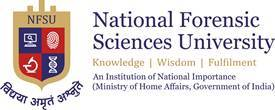 NFSU
National Forensic
Sciences University
Knowledge | Wisdom | Fulfilment
An Institution of National Importance
(Ministry of Home Affairs, Government of India)
विद्यया अमृतं अश्नुते